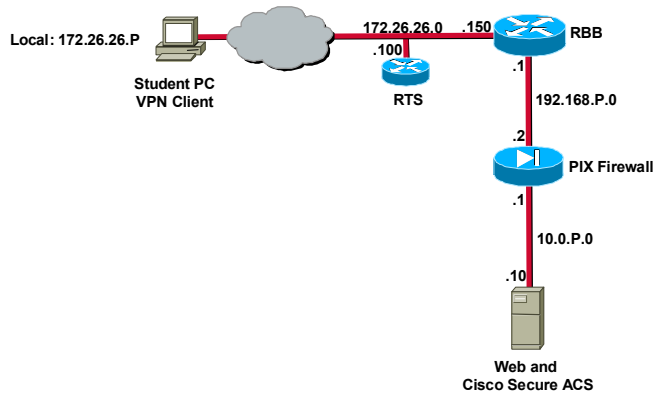 172.26.26.0
.150
RBB
Local: 172.26.26.P
.100
.1
Student PC
VPN Client
RTS
192.168.P.0
.2
PIX Firewall
.1
10.0.P.0
.10
Web and
Cisco Secure ACS